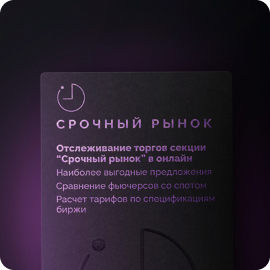 СРОЧНЫЙ РЫНОК
Отслеживание торгов секции
"Срочный рынок" в онлайн
Наиболее выгодные предложения
Сравнение фьючерсов со спотом
Расчет тарифов по спецификациям
биржи